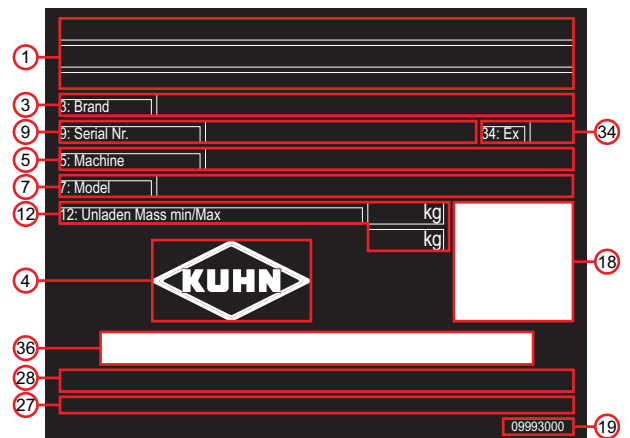 1
3
3: Brand
9
9: Serial Nr.
34: Ex
34
5
5: Machine
7
7: Model
12
12: Unladen Mass min/Max
kg
kg
18
4
KUHN
36
28
27
09993000
19